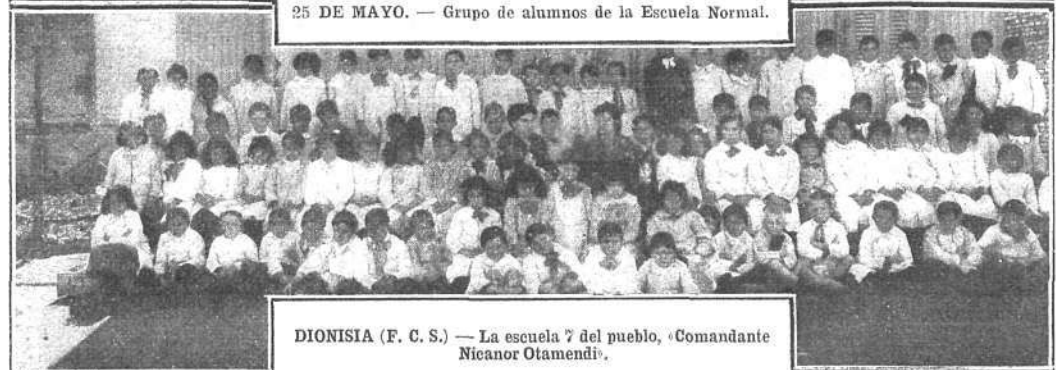 25 DE MAYO. — Grupo de alumnos de la Escuela Normal.
DIONISIA (F. C. S.) — La escuela 7 del pueblo, «Comandante
Nicanor Otamendi».